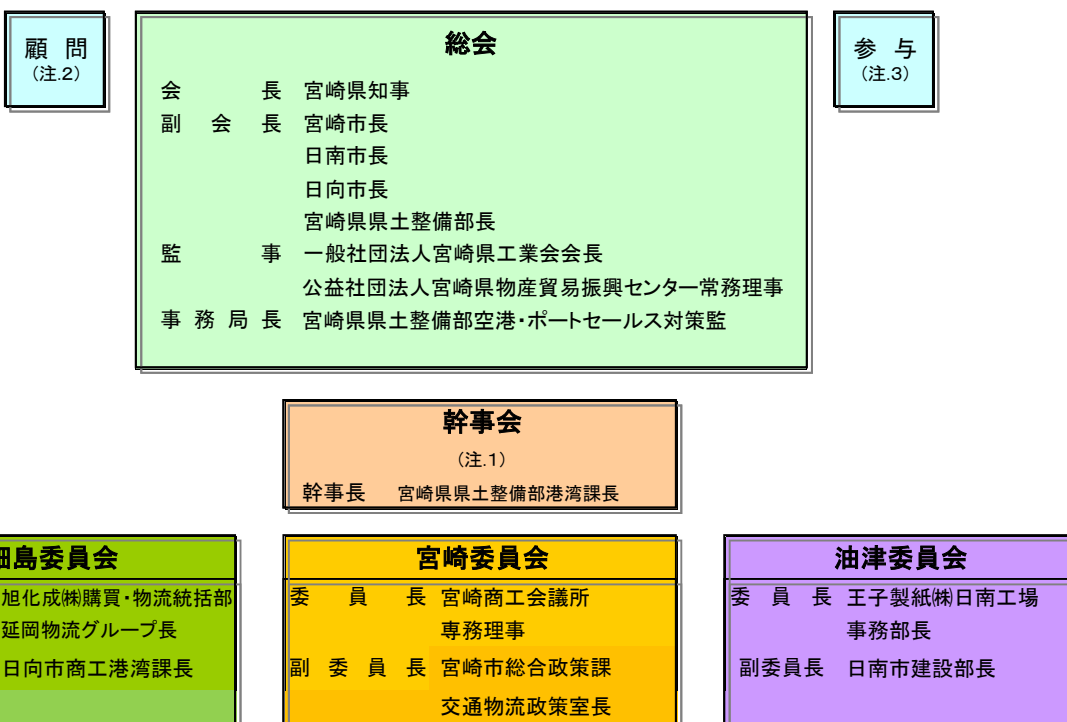 顧 問
(注.2)
総会
会 長 宮崎県知事
副 会 長 宮崎市長
日南市長
日向市長
宮崎県県土整備部長
監 事 一般社団法人宮崎県工業会会長
公益社団法人宮崎県物産貿易振興センター常務理事
事 務 局 長 宮崎県県土整備部空港・ポートセールス対策監
参 与
(注.3)
幹事会
(注.1)
幹事長 宮崎県県土整備部港湾課長
島委員会
旭化成㈱購買・物流統括部
延岡物流グループ長
日向市商工港湾課長
宮崎委員会
委 員 長 宮崎商工会議所
専務理事
副 委 員 長 宮崎市総合政策課
交通物流政策室長
油津委員会
委 員 長 王子製紙㈱日南工場
事務部長
副委員長 日南市建設部長